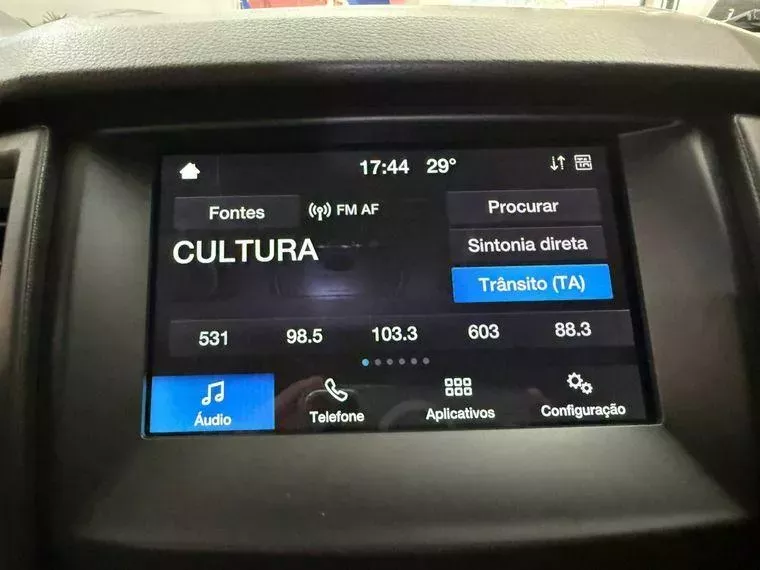 17:44 29°
Fontes FM AF Procurar
CULTURA Sintonia direta
Trânsito (TA)
531 98.5 103.3 603 88.3
Áudio Telefone Aplicativos Configuração